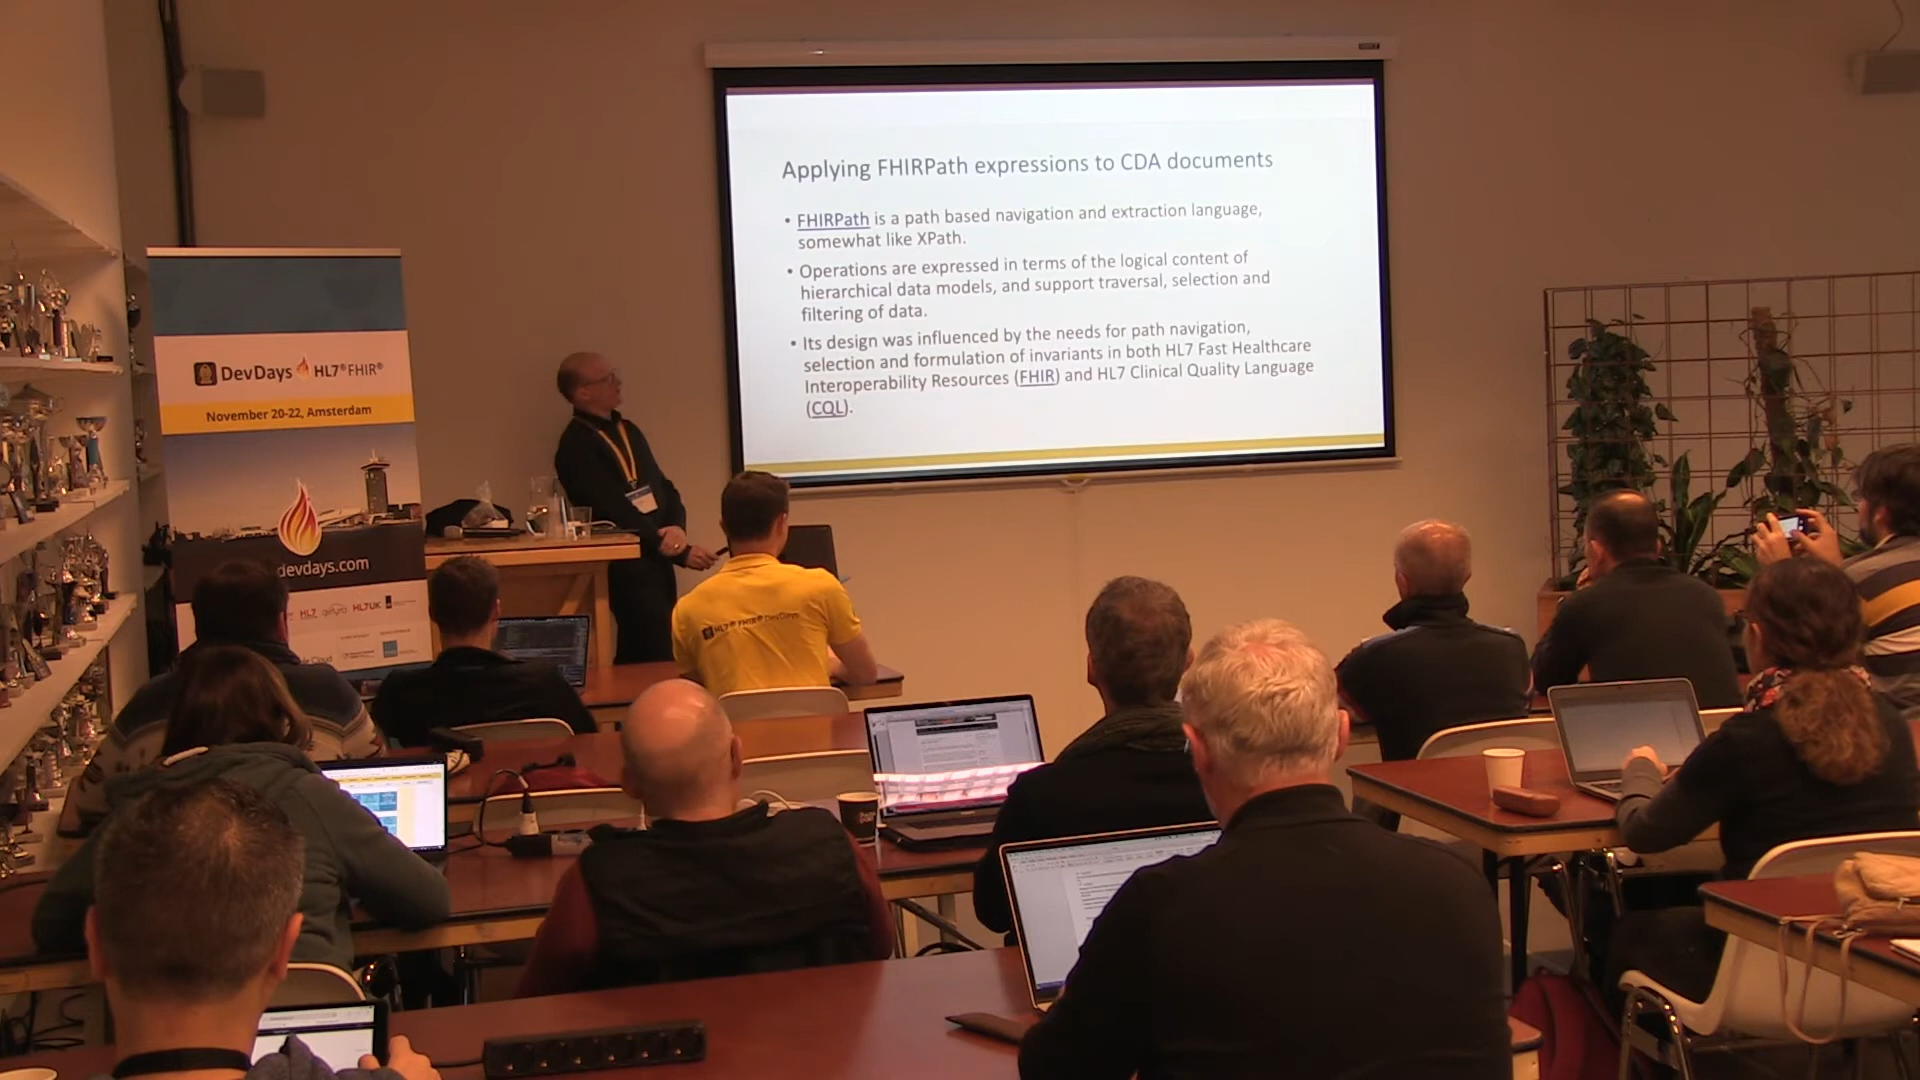 Applying FHIRPath expressions to CDA documents
• FHIRPath is a path based navigation and extraction language,
somewhat like XPath.
• Operations are expressed in terms of the logical content of
hierarchical data models, and support traversal, selection and
filtering of data.
• Its design was influenced by the needs for path navigation,
selection and formulation of invariants in both HL7 Fast Healthcare
Interoperability Resources (FHIR) and HL7 Clinical Quality Language
(CQL).
DevDays HL7® FHIR®
November 20-22, Amsterdam
devdays.com
HL7 HL7UK
Cloud
HL7® FHIR® DevDays